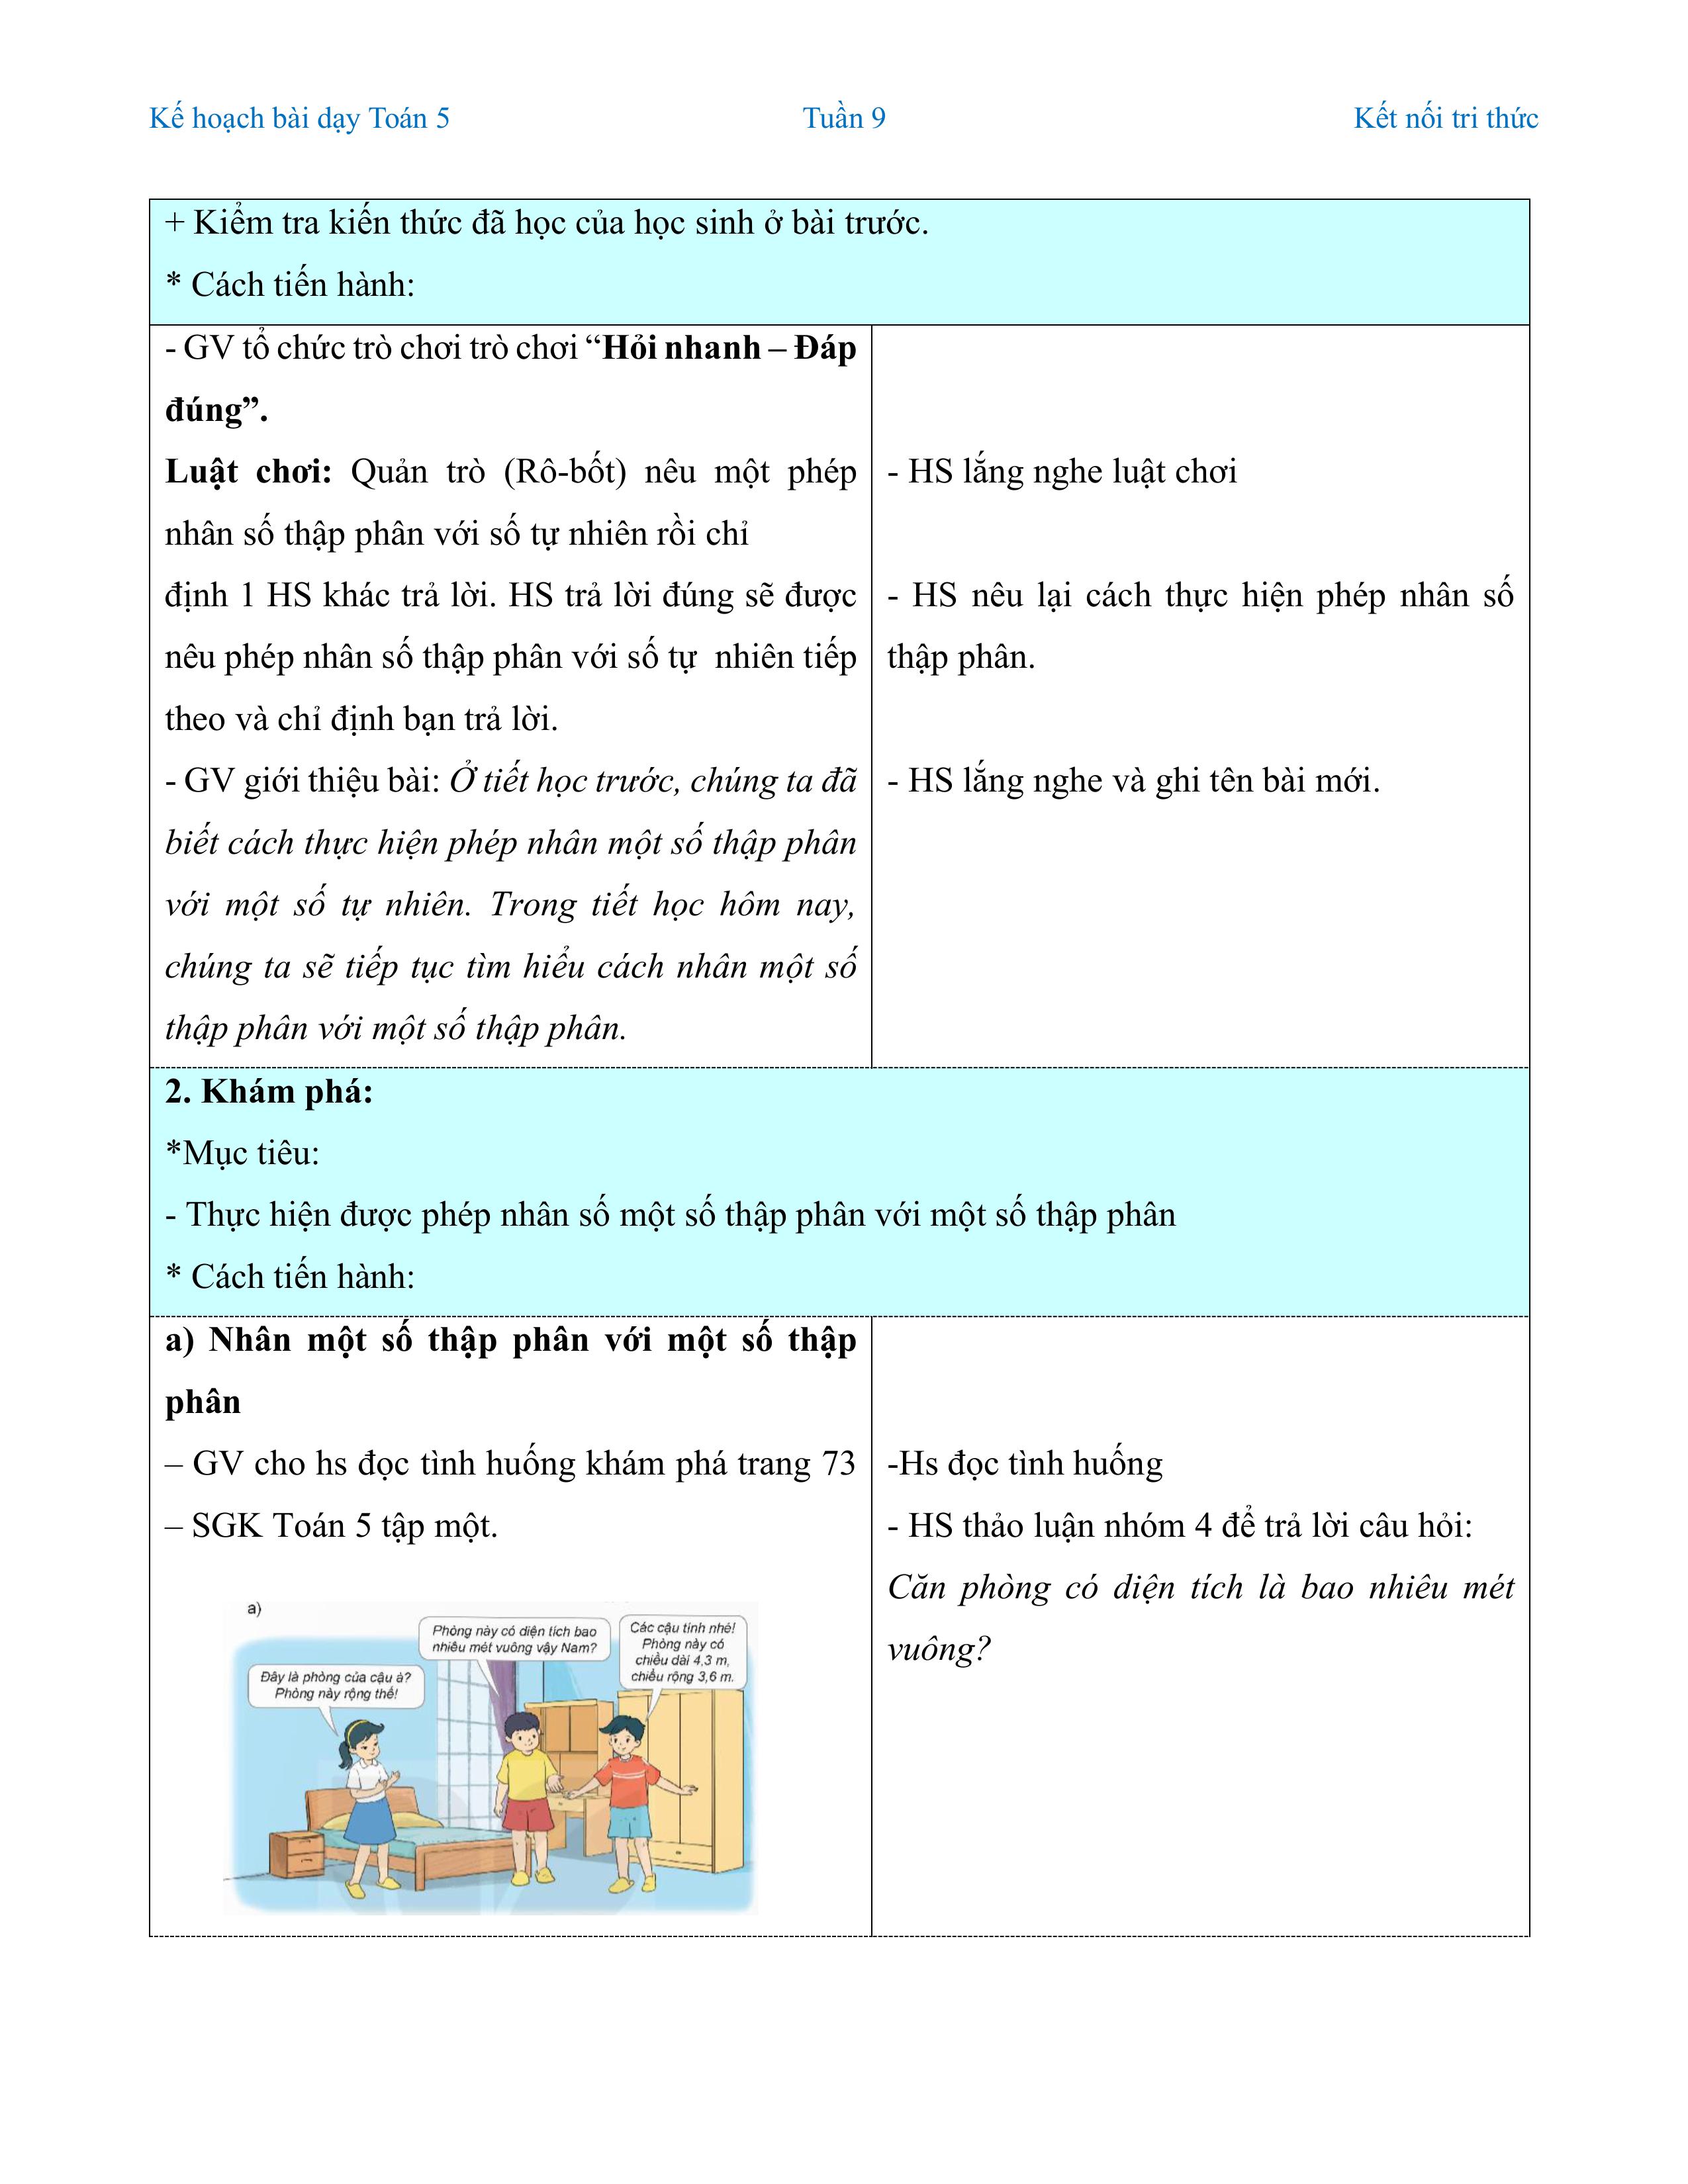 Kế hoạch bài dạy Toán 5 Tuần 9 Kết nối tri thức
+ Kiểm tra kiến thức đã học của học sinh ở bài trước.
* Cách tiến hành:
- GV tổ chức trò chơi trò chơi “Hỏi nhanh – Đáp
đúng”.
Luật chơi: Quản trò (Rô-bốt) nêu một phép
nhân số thập phân với số tự nhiên rồi chỉ
định 1 HS khác trả lời. HS trả lời đúng sẽ được
nêu phép nhân số thập phân với số tự nhiên tiếp
theo và chỉ định bạn trả lời.
- GV giới thiệu bài: Ở tiết học trước, chúng ta đã
biết cách thực hiện phép nhân một số thập phân
với một số tự nhiên. Trong tiết học hôm nay,
chúng ta sẽ tiếp tục tìm hiểu cách nhân một số
thập phân với một số thập phân.
- HS lắng nghe luật chơi
- HS nêu lại cách thực hiện phép nhân số
thập phân.
- HS lắng nghe và ghi tên bài mới.
2. Khám phá:
*Mục tiêu:
- Thực hiện được phép nhân số một số thập phân với một số thập phân
* Cách tiến hành:
a) Nhân một số thập phân với một số thập
phân
– GV cho hs đọc tình huống khám phá trang 73
– SGK Toán 5 tập một.
a)
Đây là phòng của cậu à?
Phòng này rộng thế!
Phòng này có diện tích bao
nhiêu mét vuông vậy Nam?
Các cậu tính nhé!
Phòng này có
chiều dài 4,3 m,
chiều rộng 3,6 m.
-Hs đọc tình huống
- HS thảo luận nhóm 4 để trả lời câu hỏi:
Căn phòng có diện tích là bao nhiêu mét
vuông?